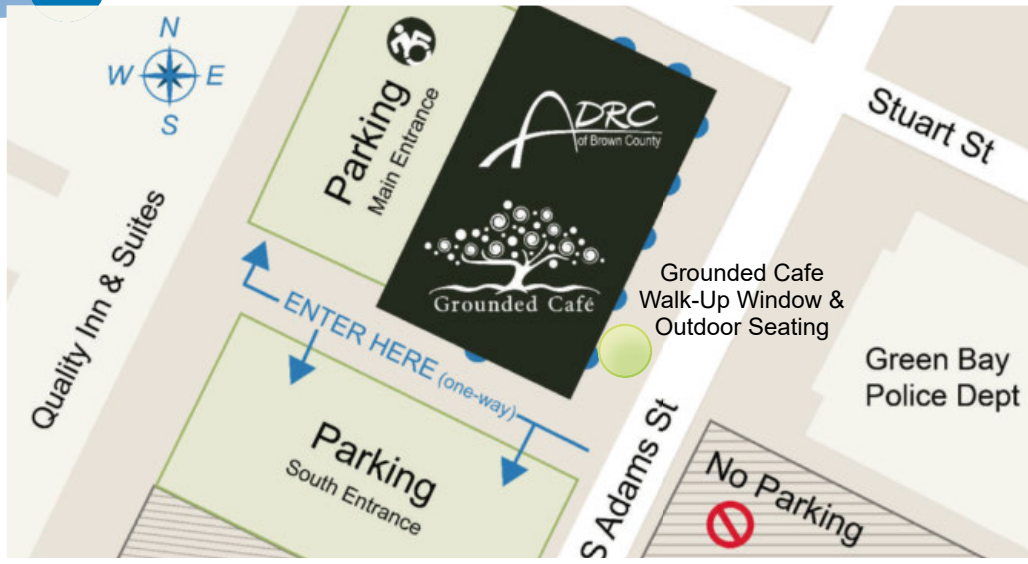 N
W
E
S
Parking
Main Entrance
ADRC
of Brown County
Grounded Café
Stuart St
Quality Inn & Suites
Grounded Cafe
Walk-Up Window &
Outdoor Seating
ENTER HERE (one-way)
Green Bay
Police Dept
Parking
South Entrance
S Adams St
No Parking